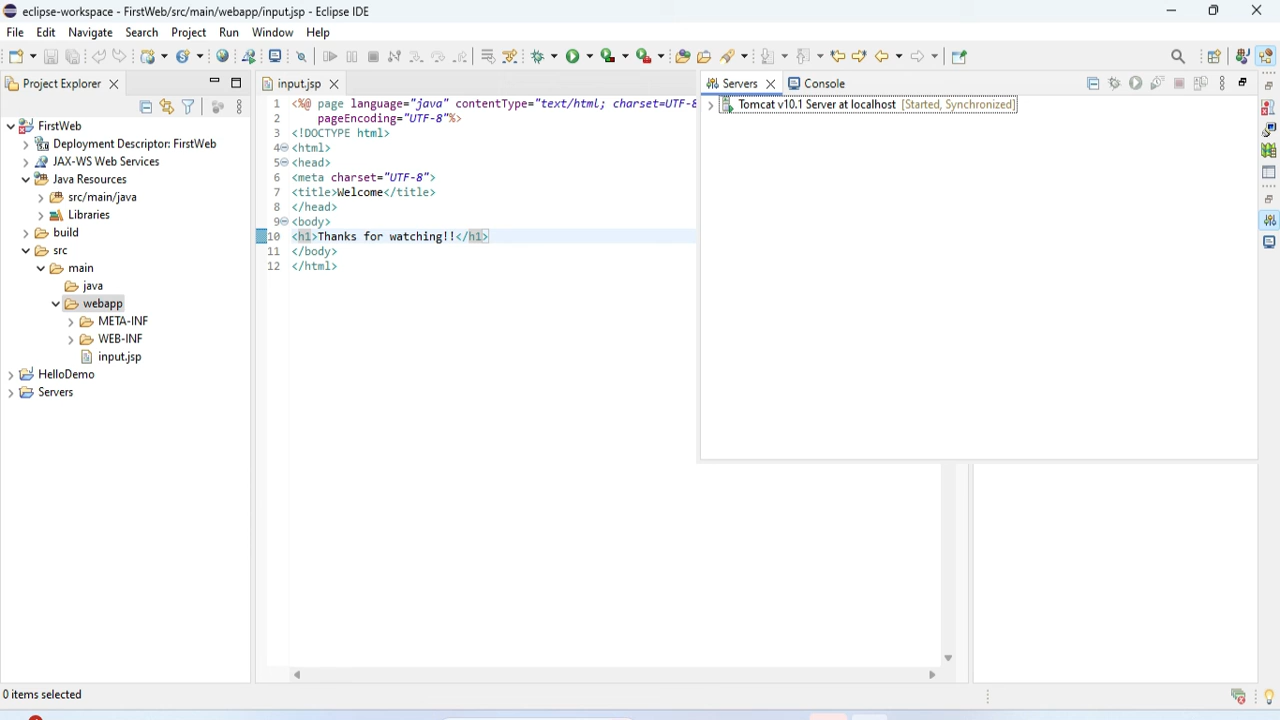 eclipse-workspace - FirstWeb/src/main/webapp/input.jsp - Eclipse IDE
File Edit Navigate Search Project Run Window Help
Project Explorer
input.jsp
Servers
Console
FirstWeb
Deployment Descriptor: FirstWeb
JAX-WS Web Services
Java Resources
src/main/java
Libraries
build
src
main
java
webapp
META-INF
WEB-INF
input.jsp
HelloDemo
Servers
1 <%@ page language="java" contentType="text/html; charset=UTF-8
2 pageEncoding="UTF-8"%>
3 <!DOCTYPE html>
4 <html>
5 <head>
6 <meta charset="UTF-8">
7 <title>Welcome</title>
8 </head>
9 <body>
10 <h1>Thanks for watching!!</h1>
11 </body>
12 </html>
Tomcat v10.1 Server at localhost [Started, Synchronized]
0 items selected